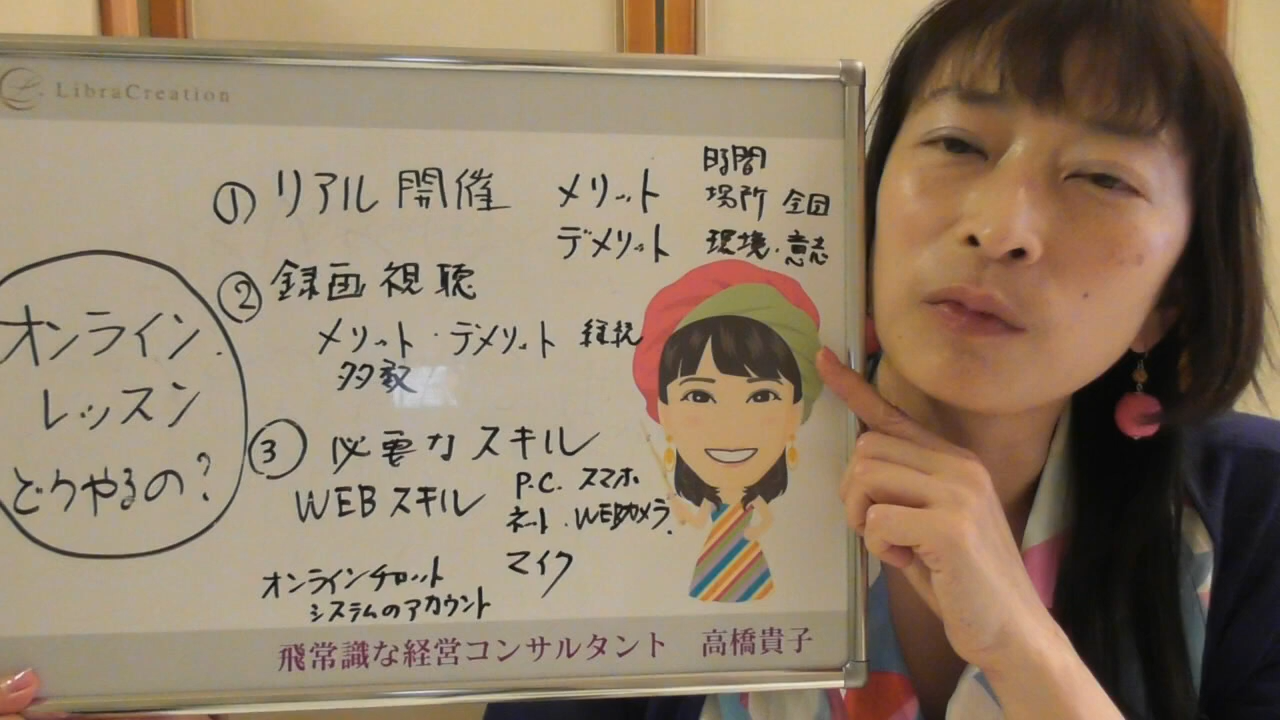 LibraCreation
オンライン
レッスン
どうやるの?
① リアル開催
メリット 時間 場所 全国
デメリット 環境・意志
② 録画視聴
メリット・デメリット
多数
③ 必要なスキル
WEBスキル
P.C. スマホ
ネット・WEBカメラ
マイク
オンラインチャット
システムのアカウント
飛常識な経営コンサルタント 高橋貴子